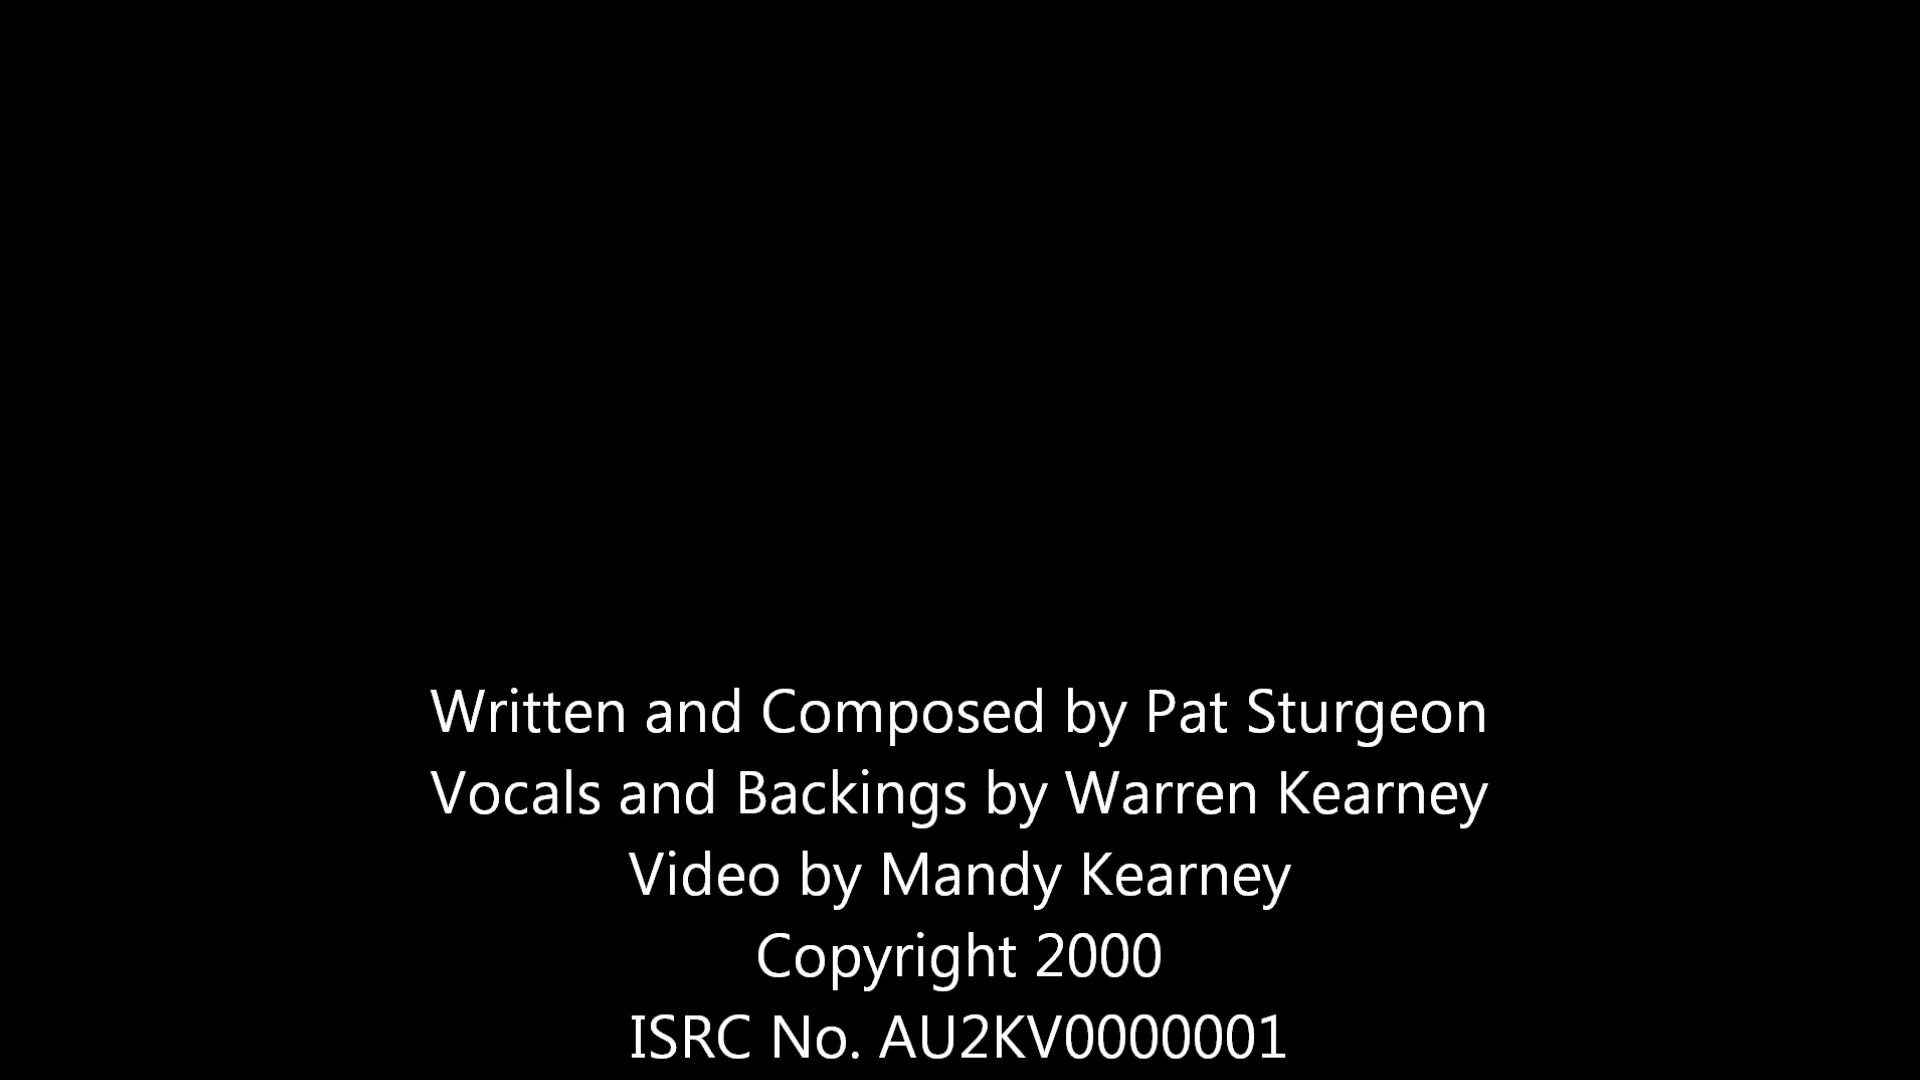 Written and Composed by Pat Sturgeon
Vocals and Backings by Warren Kearney
Video by Mandy Kearney
Copyright 2000
ISRC No. AU2KV0000001